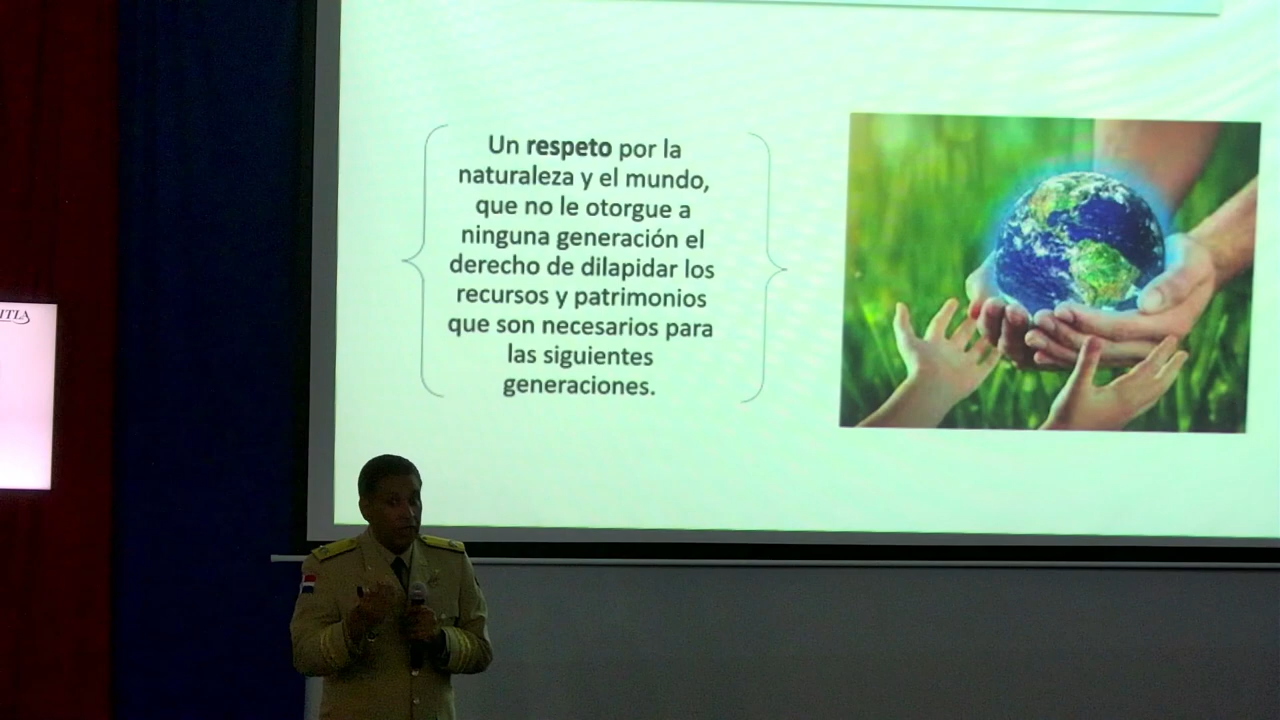 Un respeto por la
naturaleza y el mundo,
que no le otorgue a
ninguna generación el
derecho de dilapidar los
recursos y patrimonios
que son necesarios para
las siguientes
generaciones.
ITLA